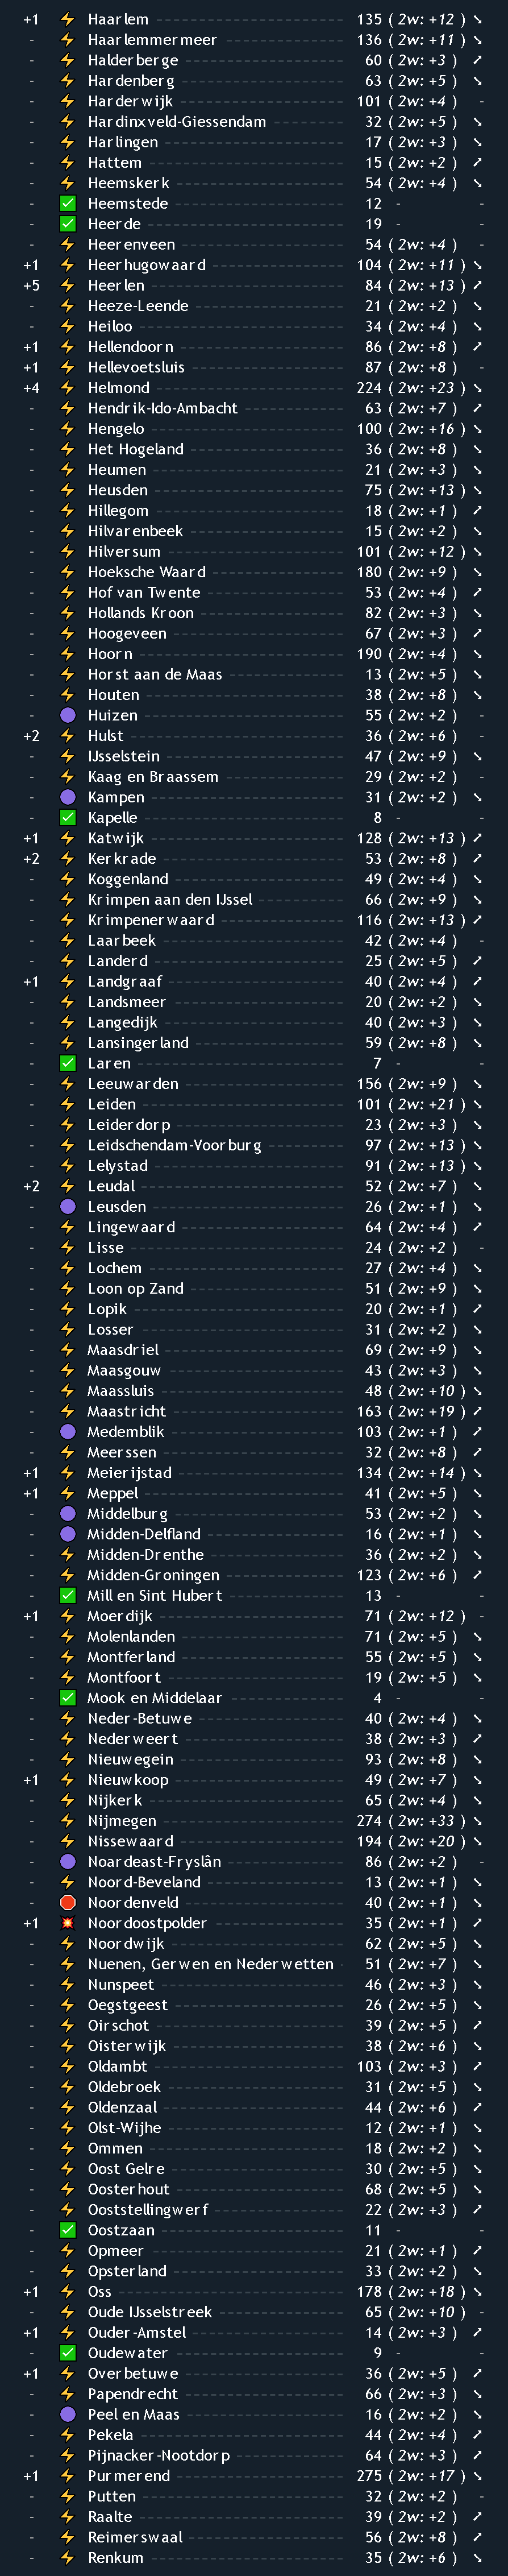 +1 ⚡ Haarlem 135 ( 2w: +12 ) ➘
- ⚡ Haarlemmermeer 136 ( 2w: +11 ) ➘
- ⚡ Halderberge 60 ( 2w: +3 ) ➚
- ⚡ Hardenberg 63 ( 2w: +5 ) ➘
- ⚡ Harderwijk 101 ( 2w: +4 ) -
- ⚡ Hardinxveld-Giessendam 32 ( 2w: +5 ) ➘
- ⚡ Harlingen 17 ( 2w: +3 ) ➘
- ⚡ Hattem 15 ( 2w: +2 ) ➚
- ⚡ Heemskerk 54 ( 2w: +4 ) ➘
- ✅ Heemstede 12 - -
- ✅ Heerde 19 - -
- ⚡ Heerenveen 54 ( 2w: +4 ) -
+1 ⚡ Heerhugowaard 104 ( 2w: +11 ) ➘
+5 ⚡ Heerlen 84 ( 2w: +13 ) ➚
- ⚡ Heeze-Leende 21 ( 2w: +2 ) ➘
- ⚡ Heiloo 34 ( 2w: +4 ) ➘
+1 ⚡ Hellendoorn 86 ( 2w: +8 ) ➚
+1 ⚡ Hellevoetsluis 87 ( 2w: +8 ) -
+4 ⚡ Helmond 224 ( 2w: +23 ) ➘
- ⚡ Hendrik-Ido-Ambacht 63 ( 2w: +7 ) ➚
- ⚡ Hengelo 100 ( 2w: +16 ) ➘
- ⚡ Het Hogeland 36 ( 2w: +8 ) ➘
- ⚡ Heumen 21 ( 2w: +3 ) ➘
- ⚡ Heusden 75 ( 2w: +13 ) ➘
- ⚡ Hillegom 18 ( 2w: +1 ) ➚
- ⚡ Hilvarenbeek 15 ( 2w: +2 ) ➘
- ⚡ Hilversum 101 ( 2w: +12 ) ➘
- ⚡ Hoeksche Waard 180 ( 2w: +9 ) ➘
- ⚡ Hof van Twente 53 ( 2w: +4 ) ➚
- ⚡ Hollands Kroon 82 ( 2w: +3 ) ➘
- ⚡ Hoogeveen 67 ( 2w: +3 ) ➚
- ⚡ Hoorn 190 ( 2w: +4 ) ➘
- ⚡ Horst aan de Maas 13 ( 2w: +5 ) ➘
- ⚡ Houten 38 ( 2w: +8 ) ➘
- 🟣 Huizen 55 ( 2w: +2 ) -
+2 ⚡ Hulst 36 ( 2w: +6 ) -
- ⚡ IJsselstein 47 ( 2w: +9 ) ➘
- ⚡ Kaag en Braassem 29 ( 2w: +2 ) -
- 🟣 Kampen 31 ( 2w: +2 ) ➘
- ✅ Kapelle 8 - -
+1 ⚡ Katwijk 128 ( 2w: +13 ) ➚
+2 ⚡ Kerkrade 53 ( 2w: +8 ) ➚
- ⚡ Koggenland 49 ( 2w: +4 ) ➘
- ⚡ Krimpen aan den IJssel 66 ( 2w: +9 ) ➘
- ⚡ Krimpenerwaard 116 ( 2w: +13 ) ➚
- ⚡ Laarbeek 42 ( 2w: +4 ) -
- ⚡ Landerd 25 ( 2w: +5 ) ➚
+1 ⚡ Landgraaf 40 ( 2w: +4 ) ➚
- ⚡ Landsmeer 20 ( 2w: +2 ) ➘
- ⚡ Langedijk 40 ( 2w: +3 ) ➘
- ⚡ Lansingerland 59 ( 2w: +8 ) ➘
- ✅ Laren 7 - -
- ⚡ Leeuwarden 156 ( 2w: +9 ) ➘
- ⚡ Leiden 101 ( 2w: +21 ) ➘
- ⚡ Leiderdorp 23 ( 2w: +3 ) ➘
- ⚡ Leidschendam-Voorburg 97 ( 2w: +13 ) ➘
- ⚡ Lelystad 91 ( 2w: +13 ) ➘
+2 ⚡ Leudal 52 ( 2w: +7 ) ➘
- 🟣 Leusden 26 ( 2w: +1 ) ➘
- ⚡ Lingewaard 64 ( 2w: +4 ) ➚
- ⚡ Lisse 24 ( 2w: +2 ) -
- ⚡ Lochem 27 ( 2w: +4 ) ➘
- ⚡ Loon op Zand 51 ( 2w: +9 ) ➘
- ⚡ Lopik 20 ( 2w: +1 ) ➚
- ⚡ Losser 31 ( 2w: +2 ) ➘
- ⚡ Maasdriel 69 ( 2w: +9 ) ➘
- ⚡ Maasgouw 43 ( 2w: +3 ) ➘
- ⚡ Maassluis 48 ( 2w: +10 ) ➘
- ⚡ Maastricht 163 ( 2w: +19 ) ➚
- 🟣 Medemblik 103 ( 2w: +1 ) ➚
- ⚡ Meerssen 32 ( 2w: +8 ) ➚
+1 ⚡ Meierijstad 134 ( 2w: +14 ) ➘
+1 ⚡ Meppel 41 ( 2w: +5 ) ➘
- 🟣 Middelburg 53 ( 2w: +2 ) ➘
- 🟣 Midden-Delfland 16 ( 2w: +1 ) ➘
- ⚡ Midden-Drenthe 36 ( 2w: +2 ) ➘
- ⚡ Midden-Groningen 123 ( 2w: +6 ) ➚
- ✅ Mill en Sint Hubert 13 - -
+1 ⚡ Moerdijk 71 ( 2w: +12 ) -
- ⚡ Molenlanden 71 ( 2w: +5 ) ➘
- ⚡ Montferland 55 ( 2w: +5 ) ➘
- ⚡ Montfoort 19 ( 2w: +5 ) ➘
- ✅ Mook en Middelaar 4 - -
- ⚡ Neder-Betuwe 40 ( 2w: +4 ) ➘
- ⚡ Nederweert 38 ( 2w: +3 ) ➚
- ⚡ Nieuwegein 93 ( 2w: +8 ) ➘
+1 ⚡ Nieuwkoop 49 ( 2w: +7 ) ➘
- ⚡ Nijkerk 65 ( 2w: +4 ) ➘
- ⚡ Nijmegen 274 ( 2w: +33 ) ➘
- ⚡ Nissewaard 194 ( 2w: +20 ) ➘
- 🟣 Noardeast-Fryslân 86 ( 2w: +2 ) -
- ⚡ Noord-Beveland 13 ( 2w: +1 ) ➘
- 🛑 Noordenveld 40 ( 2w: +1 ) ➘
+1 💥 Noordoostpolder 35 ( 2w: +1 ) ➚
- ⚡ Noordwijk 62 ( 2w: +5 ) ➘
- ⚡ Nuenen, Gerwen en Nederwetten 51 ( 2w: +7 ) ➘
- ⚡ Nunspeet 46 ( 2w: +3 ) ➘
- ⚡ Oegstgeest 26 ( 2w: +5 ) ➘
- ⚡ Oirschot 39 ( 2w: +5 ) ➚
- ⚡ Oisterwijk 38 ( 2w: +6 ) ➘
- ⚡ Oldambt 103 ( 2w: +3 ) ➚
- ⚡ Oldebroek 31 ( 2w: +5 ) ➘
- ⚡ Oldenzaal 44 ( 2w: +6 ) ➚
- ⚡ Olst-Wijhe 12 ( 2w: +1 ) ➘
- ⚡ Ommen 18 ( 2w: +2 ) ➘
- ⚡ Oost Gelre 30 ( 2w: +5 ) ➘
- ⚡ Oosterhout 68 ( 2w: +5 ) ➘
- ⚡ Ooststellingwerf 22 ( 2w: +3 ) ➚
- ✅ Oostzaan 11 - -
- ⚡ Opmeer 21 ( 2w: +1 ) ➚
- ⚡ Opsterland 33 ( 2w: +2 ) ➘
+1 ⚡ Oss 178 ( 2w: +18 ) ➘
- ⚡ Oude IJsselstreek 65 ( 2w: +10 ) -
+1 ⚡ Ouder-Amstel 14 ( 2w: +3 ) ➚
- ✅ Oudewater 9 - -
+1 ⚡ Overbetuwe 36 ( 2w: +5 ) ➚
- ⚡ Papendrecht 66 ( 2w: +3 ) ➘
- 🟣 Peel en Maas 16 ( 2w: +2 ) ➘
- ⚡ Pekela 44 ( 2w: +4 ) ➚
- ⚡ Pijnacker-Nootdorp 64 ( 2w: +3 ) ➚
+1 ⚡ Purmerend 275 ( 2w: +17 ) ➘
- ⚡ Putten 32 ( 2w: +2 ) -
- ⚡ Raalte 39 ( 2w: +2 ) ➚
- ⚡ Reimerswaal 56 ( 2w: +8 ) ➚
- ⚡ Renkum 35 ( 2w: +6 ) ➘